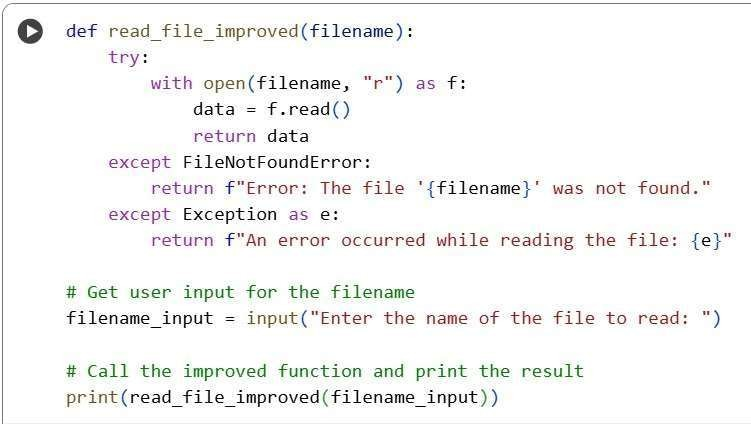 def read_file_improved(filename):
    try:
        with open(filename, "r") as f:
            data = f.read()
            return data
    except FileNotFoundError:
        return f"Error: The file '{filename}' was not found."
    except Exception as e:
        return f"An error occurred while reading the file: {e}"
# Get user input for the filename
filename_input = input("Enter the name of the file to read: ")
# Call the improved function and print the result
print(read_file_improved(filename_input))